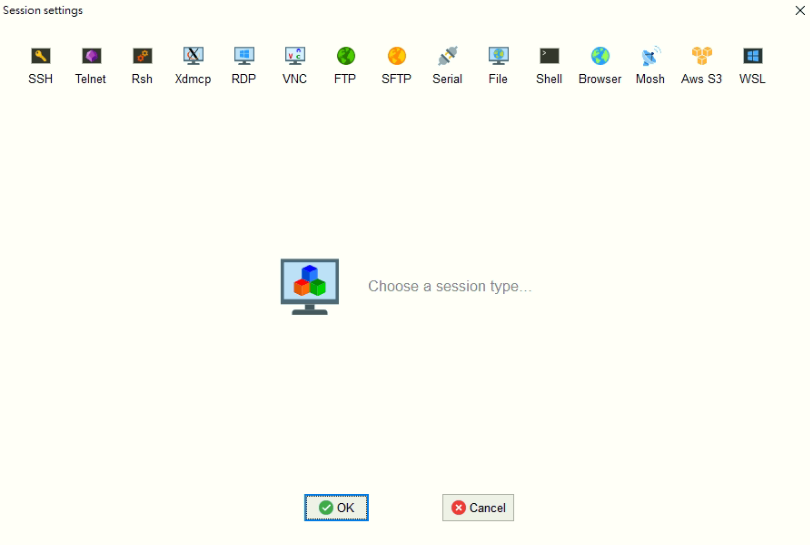 Session settings
SSH Telnet Rsh Xdmcp RDP VNC FTP SFTP Serial File Shell Browser Mosh Aws S3 WSL
Choose a session type...
OK Cancel